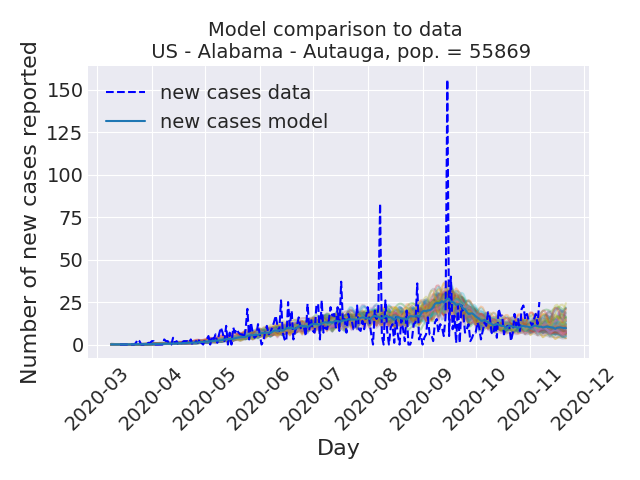 Model comparison to data
US - Alabama - Autauga, pop. = 55869
Number of new cases reported
150
125
100
75
50
25
0
new cases data
new cases model
2020-03
2020-04
2020-05
2020-06
2020-07
2020-08
2020-09
2020-10
2020-11
2020-12
Day